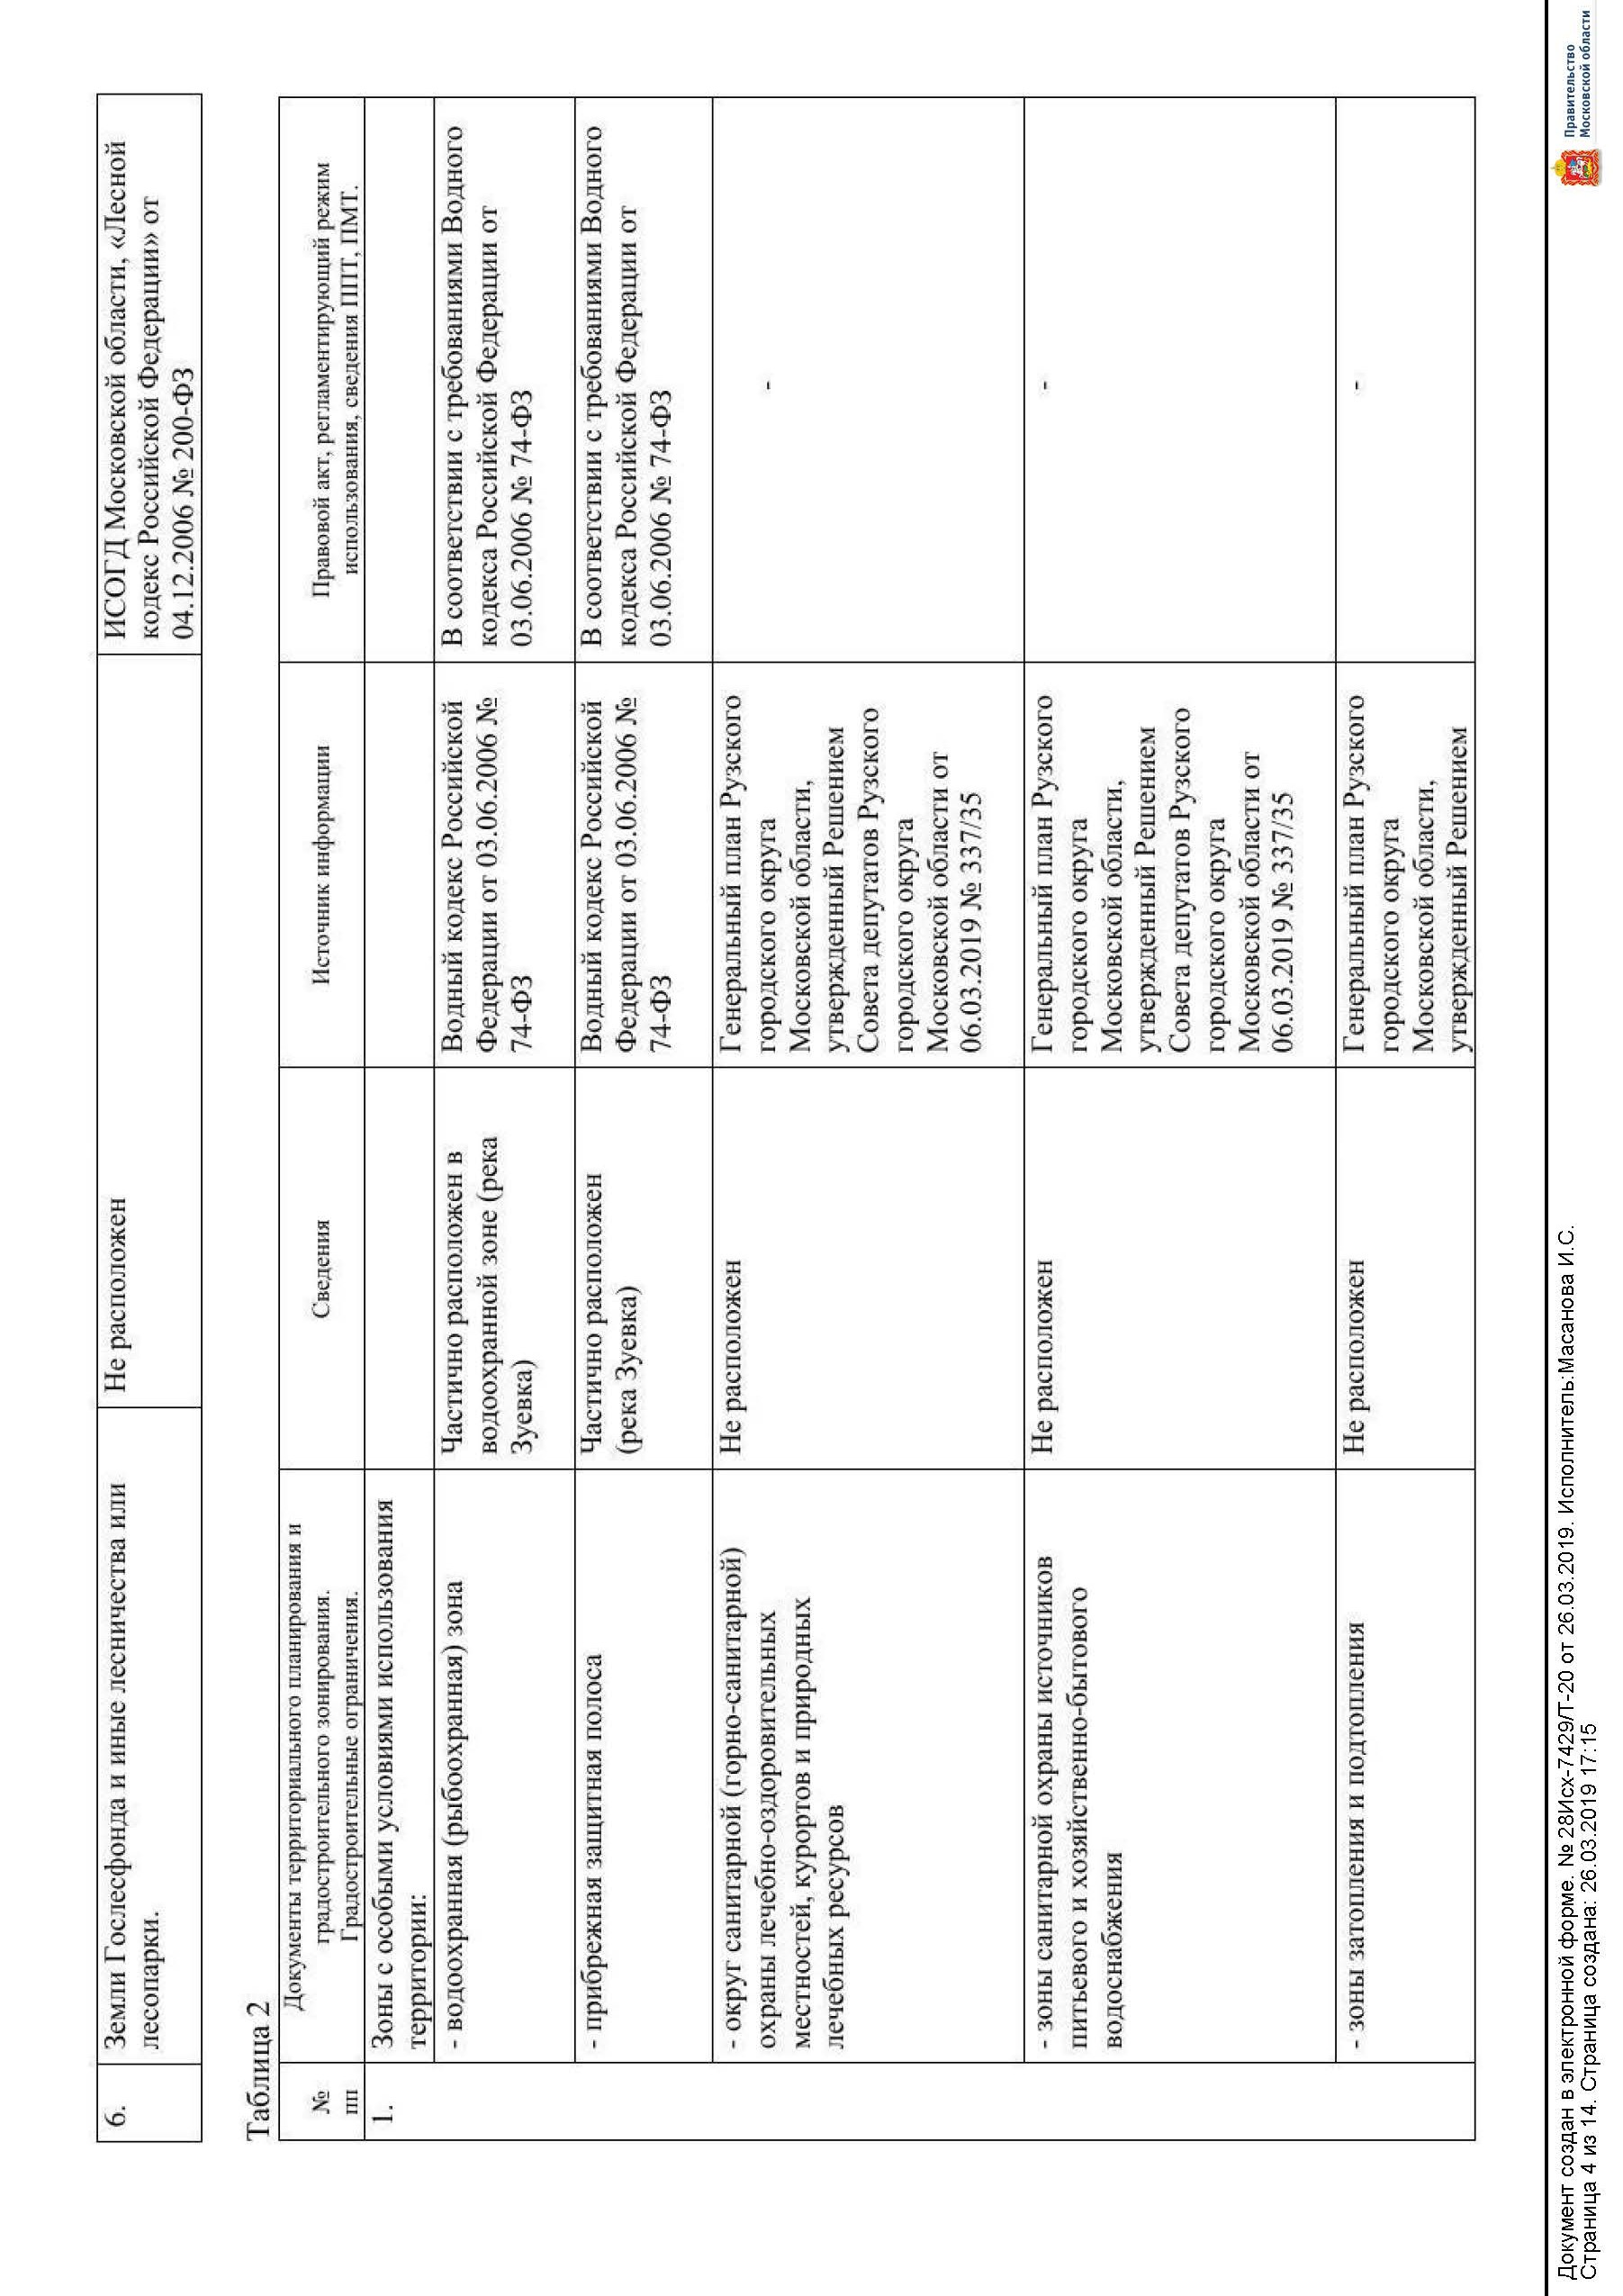 6.
Земли Гослесфонда и иные лесничества или
лесопарки.
Не расположен
ИСОГД Московской области, «Лесной
кодекс Российской Федерации» от
04.12.2006 № 200-ФЗ
Таблица 2
№
пп
Документы территориального планирования и
градостроительного зонирования.
Градостроительные ограничения.
Сведения
Источник информации
Правовой акт, регламентирующий режим
использования, сведения ППТ, ПМТ.
1.
Зоны с особыми условиями использования
территории:
- водоохранная (рыбоохранная) зона
Частично расположен в
водоохранной зоне (река
Зуевка)
Водный кодекс Российской
Федерации от 03.06.2006 №
74-ФЗ
В соответствии с требованиями Водного
кодекса Российской Федерации от
03.06.2006 № 74-ФЗ
- прибрежная защитная полоса
Частично расположен
(река Зуевка)
Водный кодекс Российской
Федерации от 03.06.2006 №
74-ФЗ
В соответствии с требованиями Водного
кодекса Российской Федерации от
03.06.2006 № 74-ФЗ
- округ санитарной (горно-санитарной)
охраны лечебно-оздоровительных
местностей, курортов и природных
лечебных ресурсов
Не расположен
Генеральный план Рузского
городского округа
Московской области,
утвержденный Решением
Совета депутатов Рузского
городского округа
Московской области от
06.03.2019 № 337/35
-
- зоны санитарной охраны источников
питьевого и хозяйственно-бытового
водоснабжения
Не расположен
Генеральный план Рузского
городского округа
Московской области,
утвержденный Решением
Совета депутатов Рузского
городского округа
Московской области от
06.03.2019 № 337/35
-
- зоны затопления и подтопления
Не расположен
Генеральный план Рузского
городского округа
Московской области,
утвержденный Решением
-
Документ создан в электронной форме. № 28Исх-7429/Т-20 от 26.03.2019. Исполнитель:Масанова И.С.
Страница 4 из 14. Страница создана: 26.03.2019 17:15
Правительство
Московской области